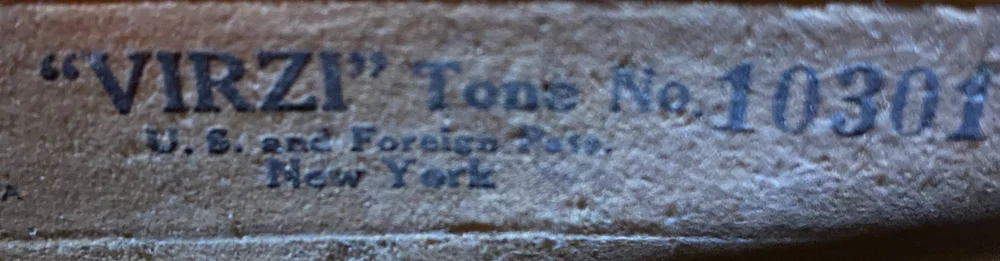 “VIRZI” Tone No. 10301
U. S. and Foreign Pats.
New York
A